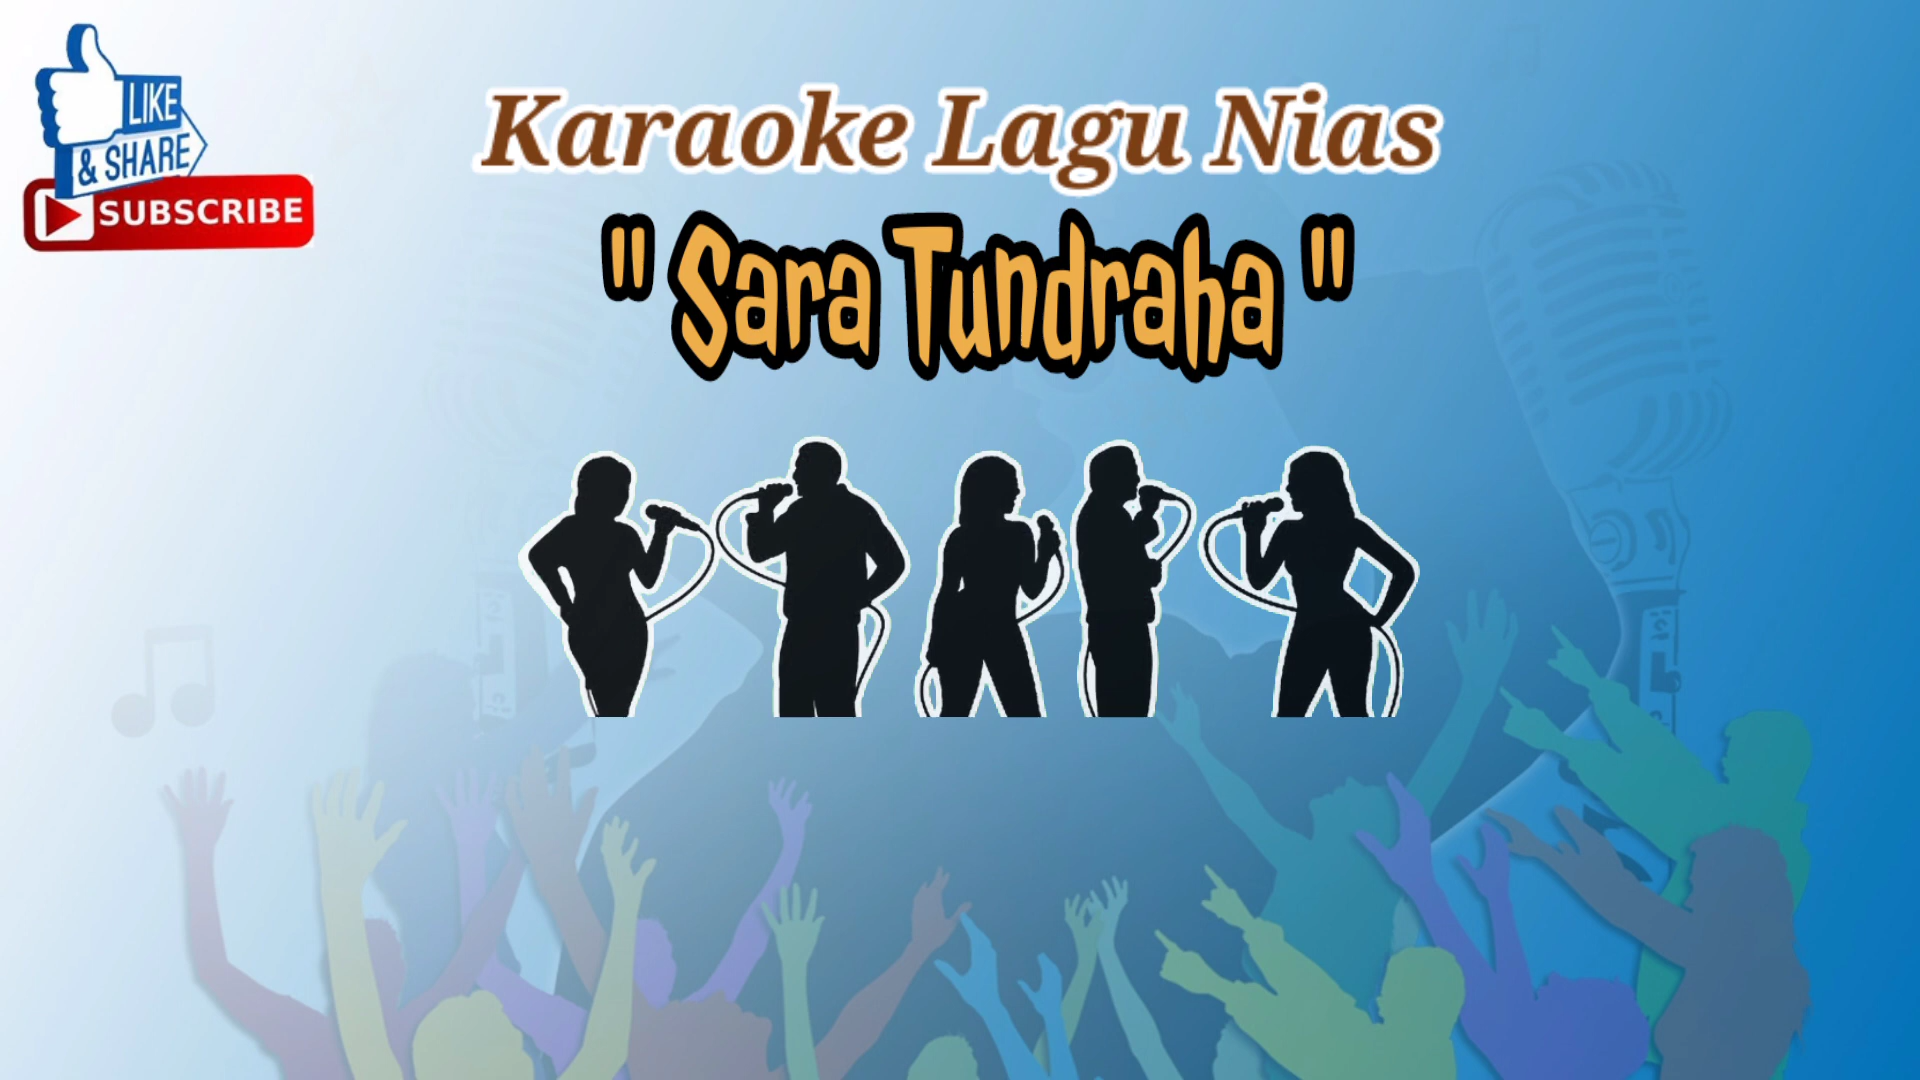 LIKE
& SHARE
SUBSCRIBE
Karaoke Lagu Nias
" Sara Tundraha "